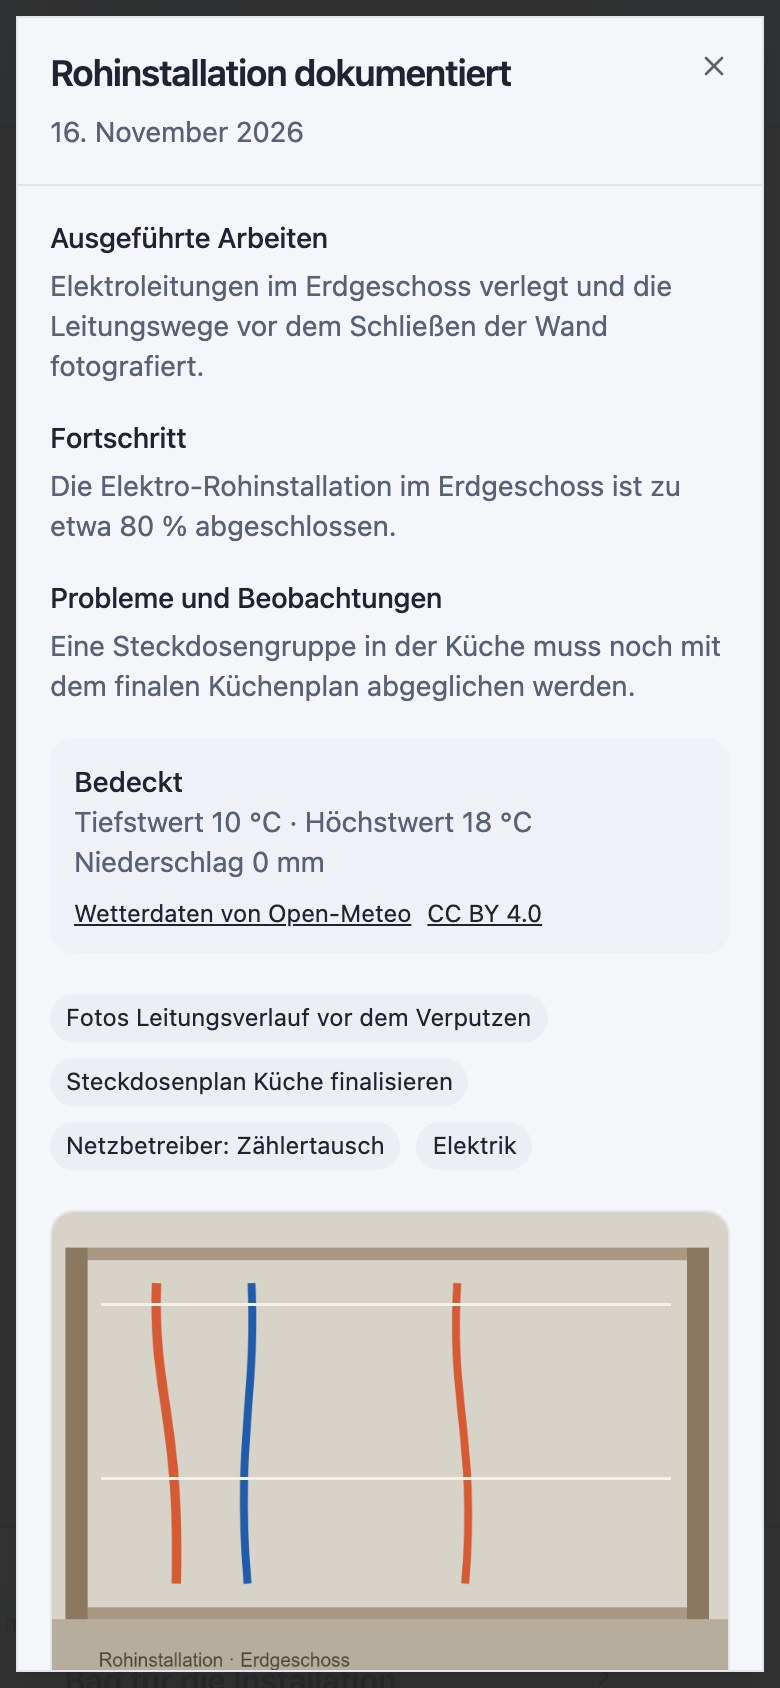 Rohinstallation dokumentiert
16. November 2026
Ausgeführte Arbeiten
Elektroleitungen im Erdgeschoss verlegt und die
Leitungswege vor dem Schließen der Wand
fotografiert.
Fortschritt
Die Elektro-Rohinstallation im Erdgeschoss ist zu
etwa 80 % abgeschlossen.
Probleme und Beobachtungen
Eine Steckdosengruppe in der Küche muss noch mit
dem finalen Küchenplan abgeglichen werden.
Bedeckt
Tiefstwert 10 °C · Höchstwert 18 °C
Niederschlag 0 mm
Wetterdaten von Open-Meteo CC BY 4.0
Fotos Leitungsverlauf vor dem Verputzen
Steckdosenplan Küche finalisieren
Netzbetreiber: Zählertausch Elektrik
Rohinstallation · Erdgeschoss
Bad für die Installation